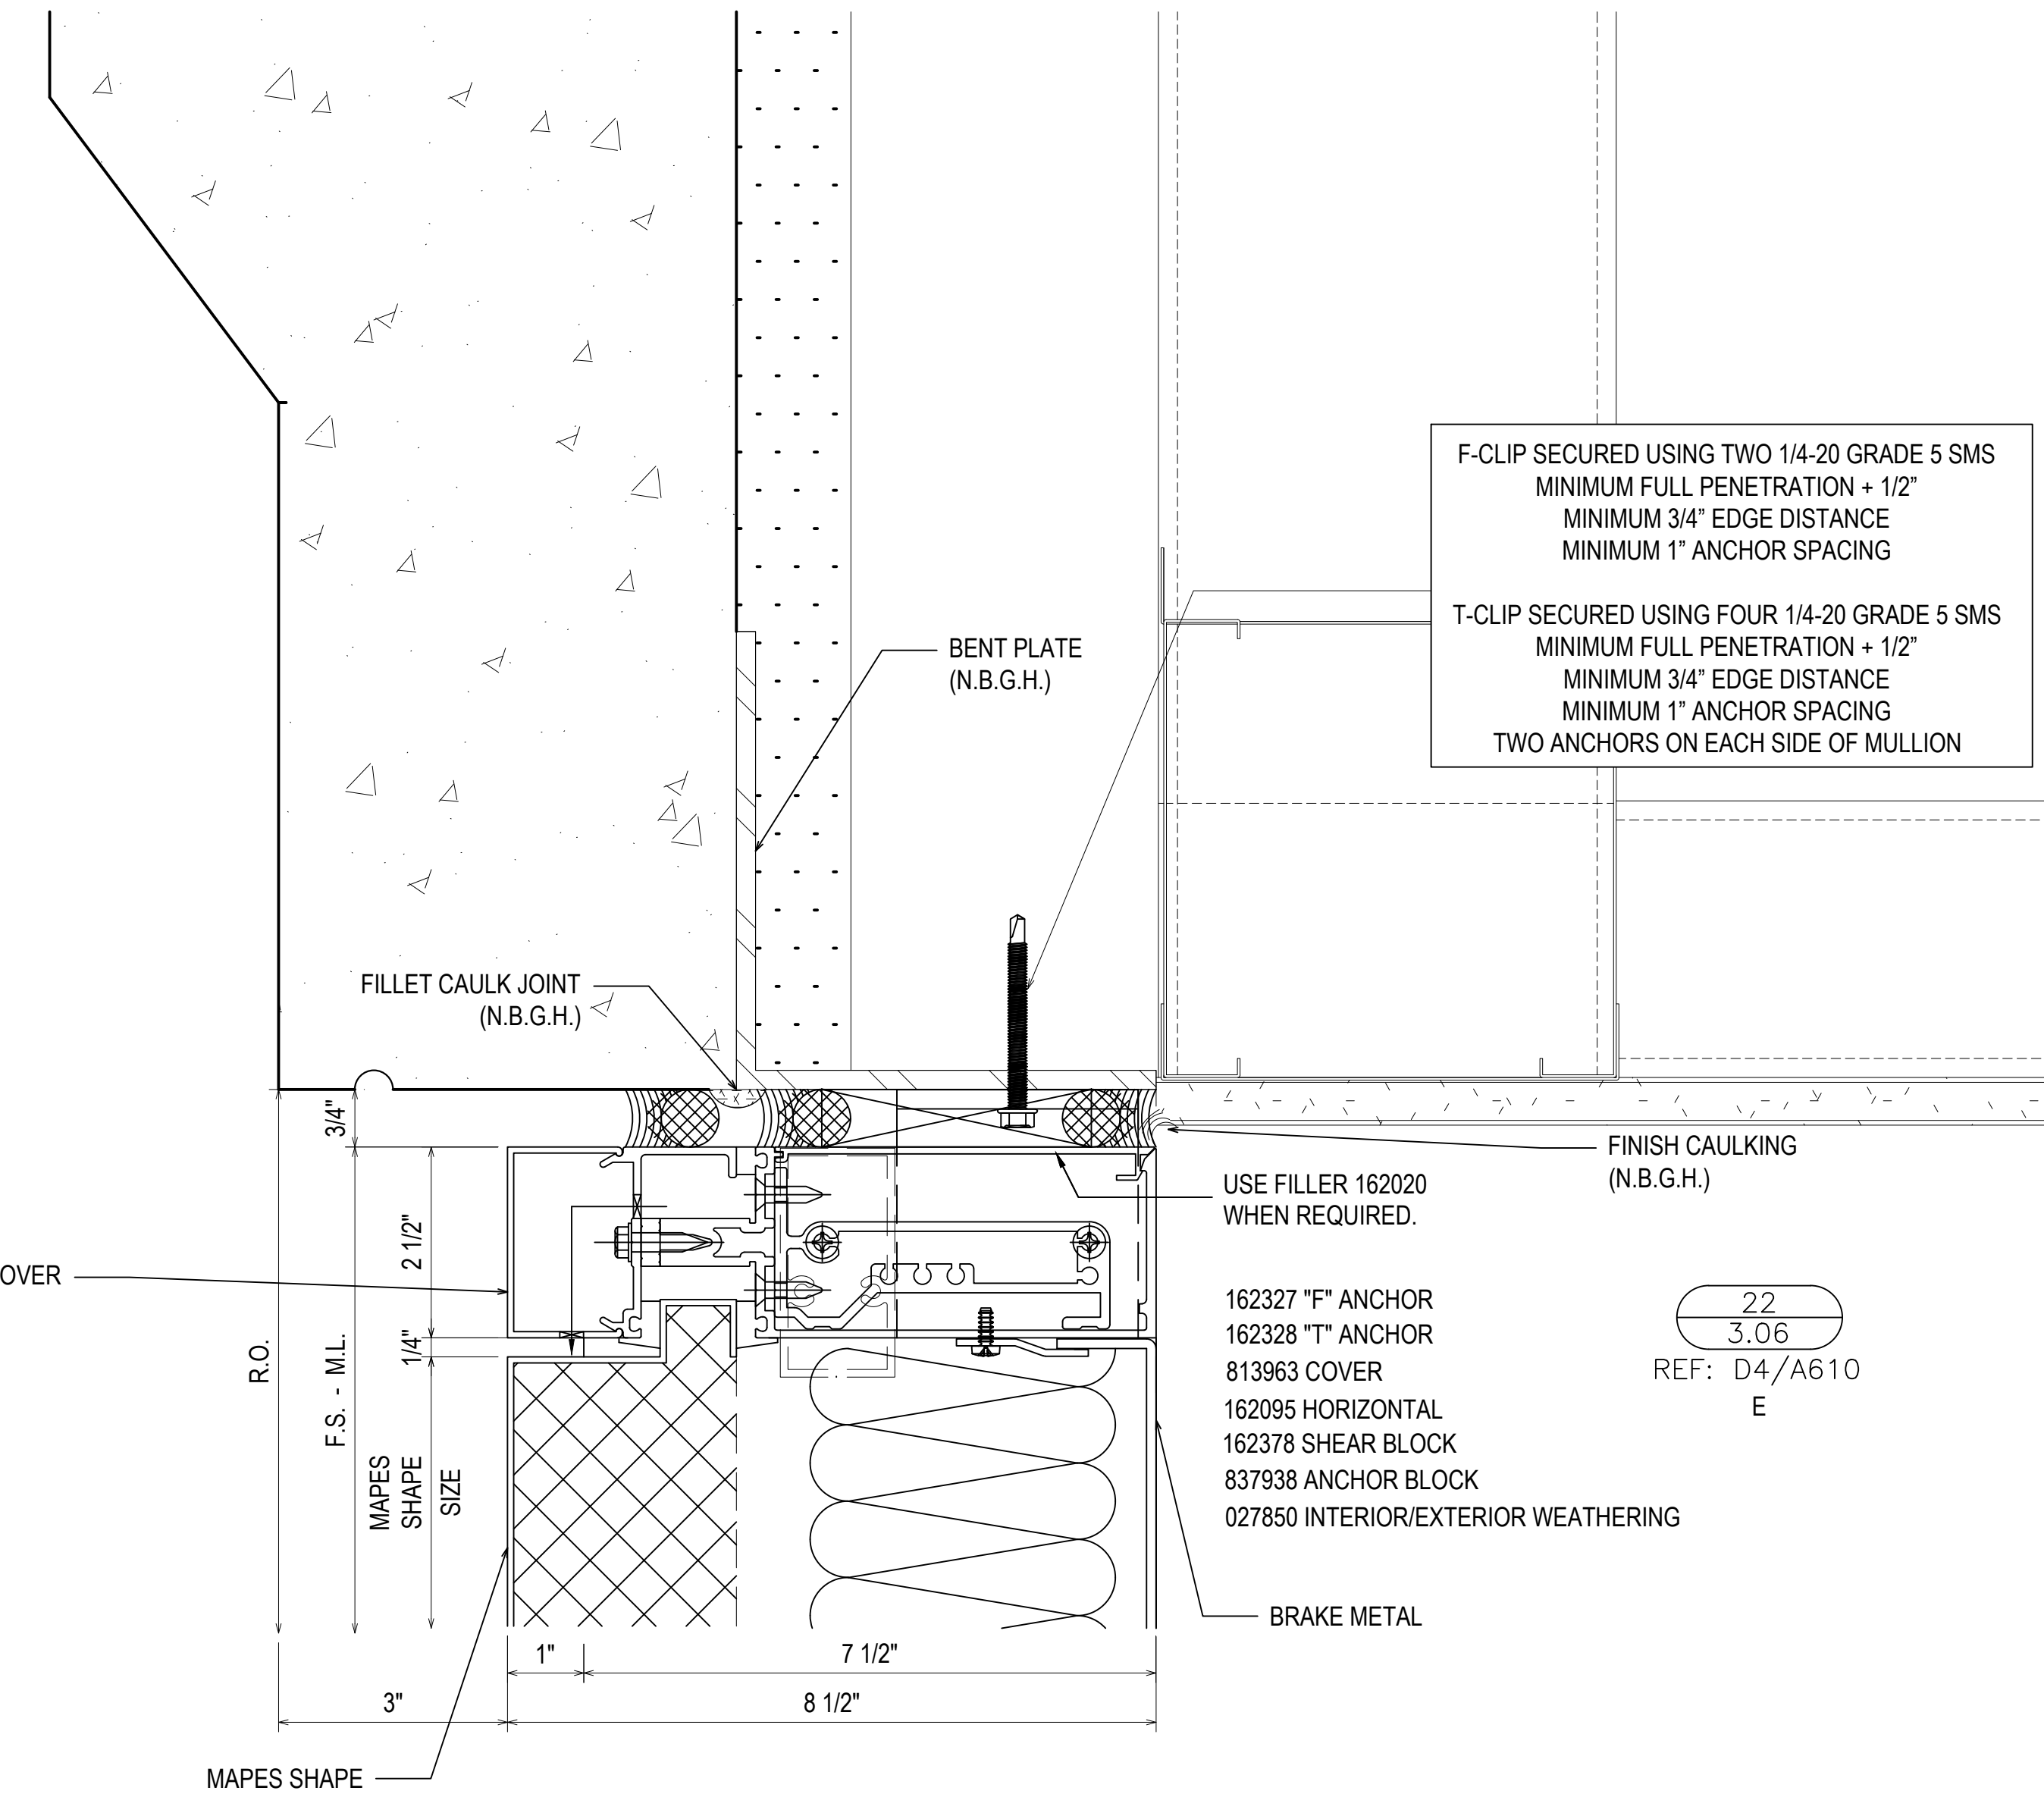 F-CLIP SECURED USING TWO 1/4-20 GRADE 5 SMS
MINIMUM FULL PENETRATION + 1/2”
MINIMUM 3/4” EDGE DISTANCE
MINIMUM 1” ANCHOR SPACING
T-CLIP SECURED USING FOUR 1/4-20 GRADE 5 SMS
MINIMUM FULL PENETRATION + 1/2”
MINIMUM 3/4” EDGE DISTANCE
MINIMUM 1” ANCHOR SPACING
TWO ANCHORS ON EACH SIDE OF MULLION
BENT PLATE
(N.B.G.H.)
FILLET CAULK JOINT
(N.B.G.H.)
3/4"
2 1/2"
1/4"
R.O.
F.S. - M.L.
MAPES
SHAPE
SIZE
OVER
FINISH CAULKING
(N.B.G.H.)
USE FILLER 162020
WHEN REQUIRED.
162327 "F" ANCHOR
162328 "T" ANCHOR
813963 COVER
162095 HORIZONTAL
162378 SHEAR BLOCK
837938 ANCHOR BLOCK
027850 INTERIOR/EXTERIOR WEATHERING
22
3.06
REF: D4/A610
E
BRAKE METAL
1"
7 1/2"
3"
8 1/2"
MAPES SHAPE